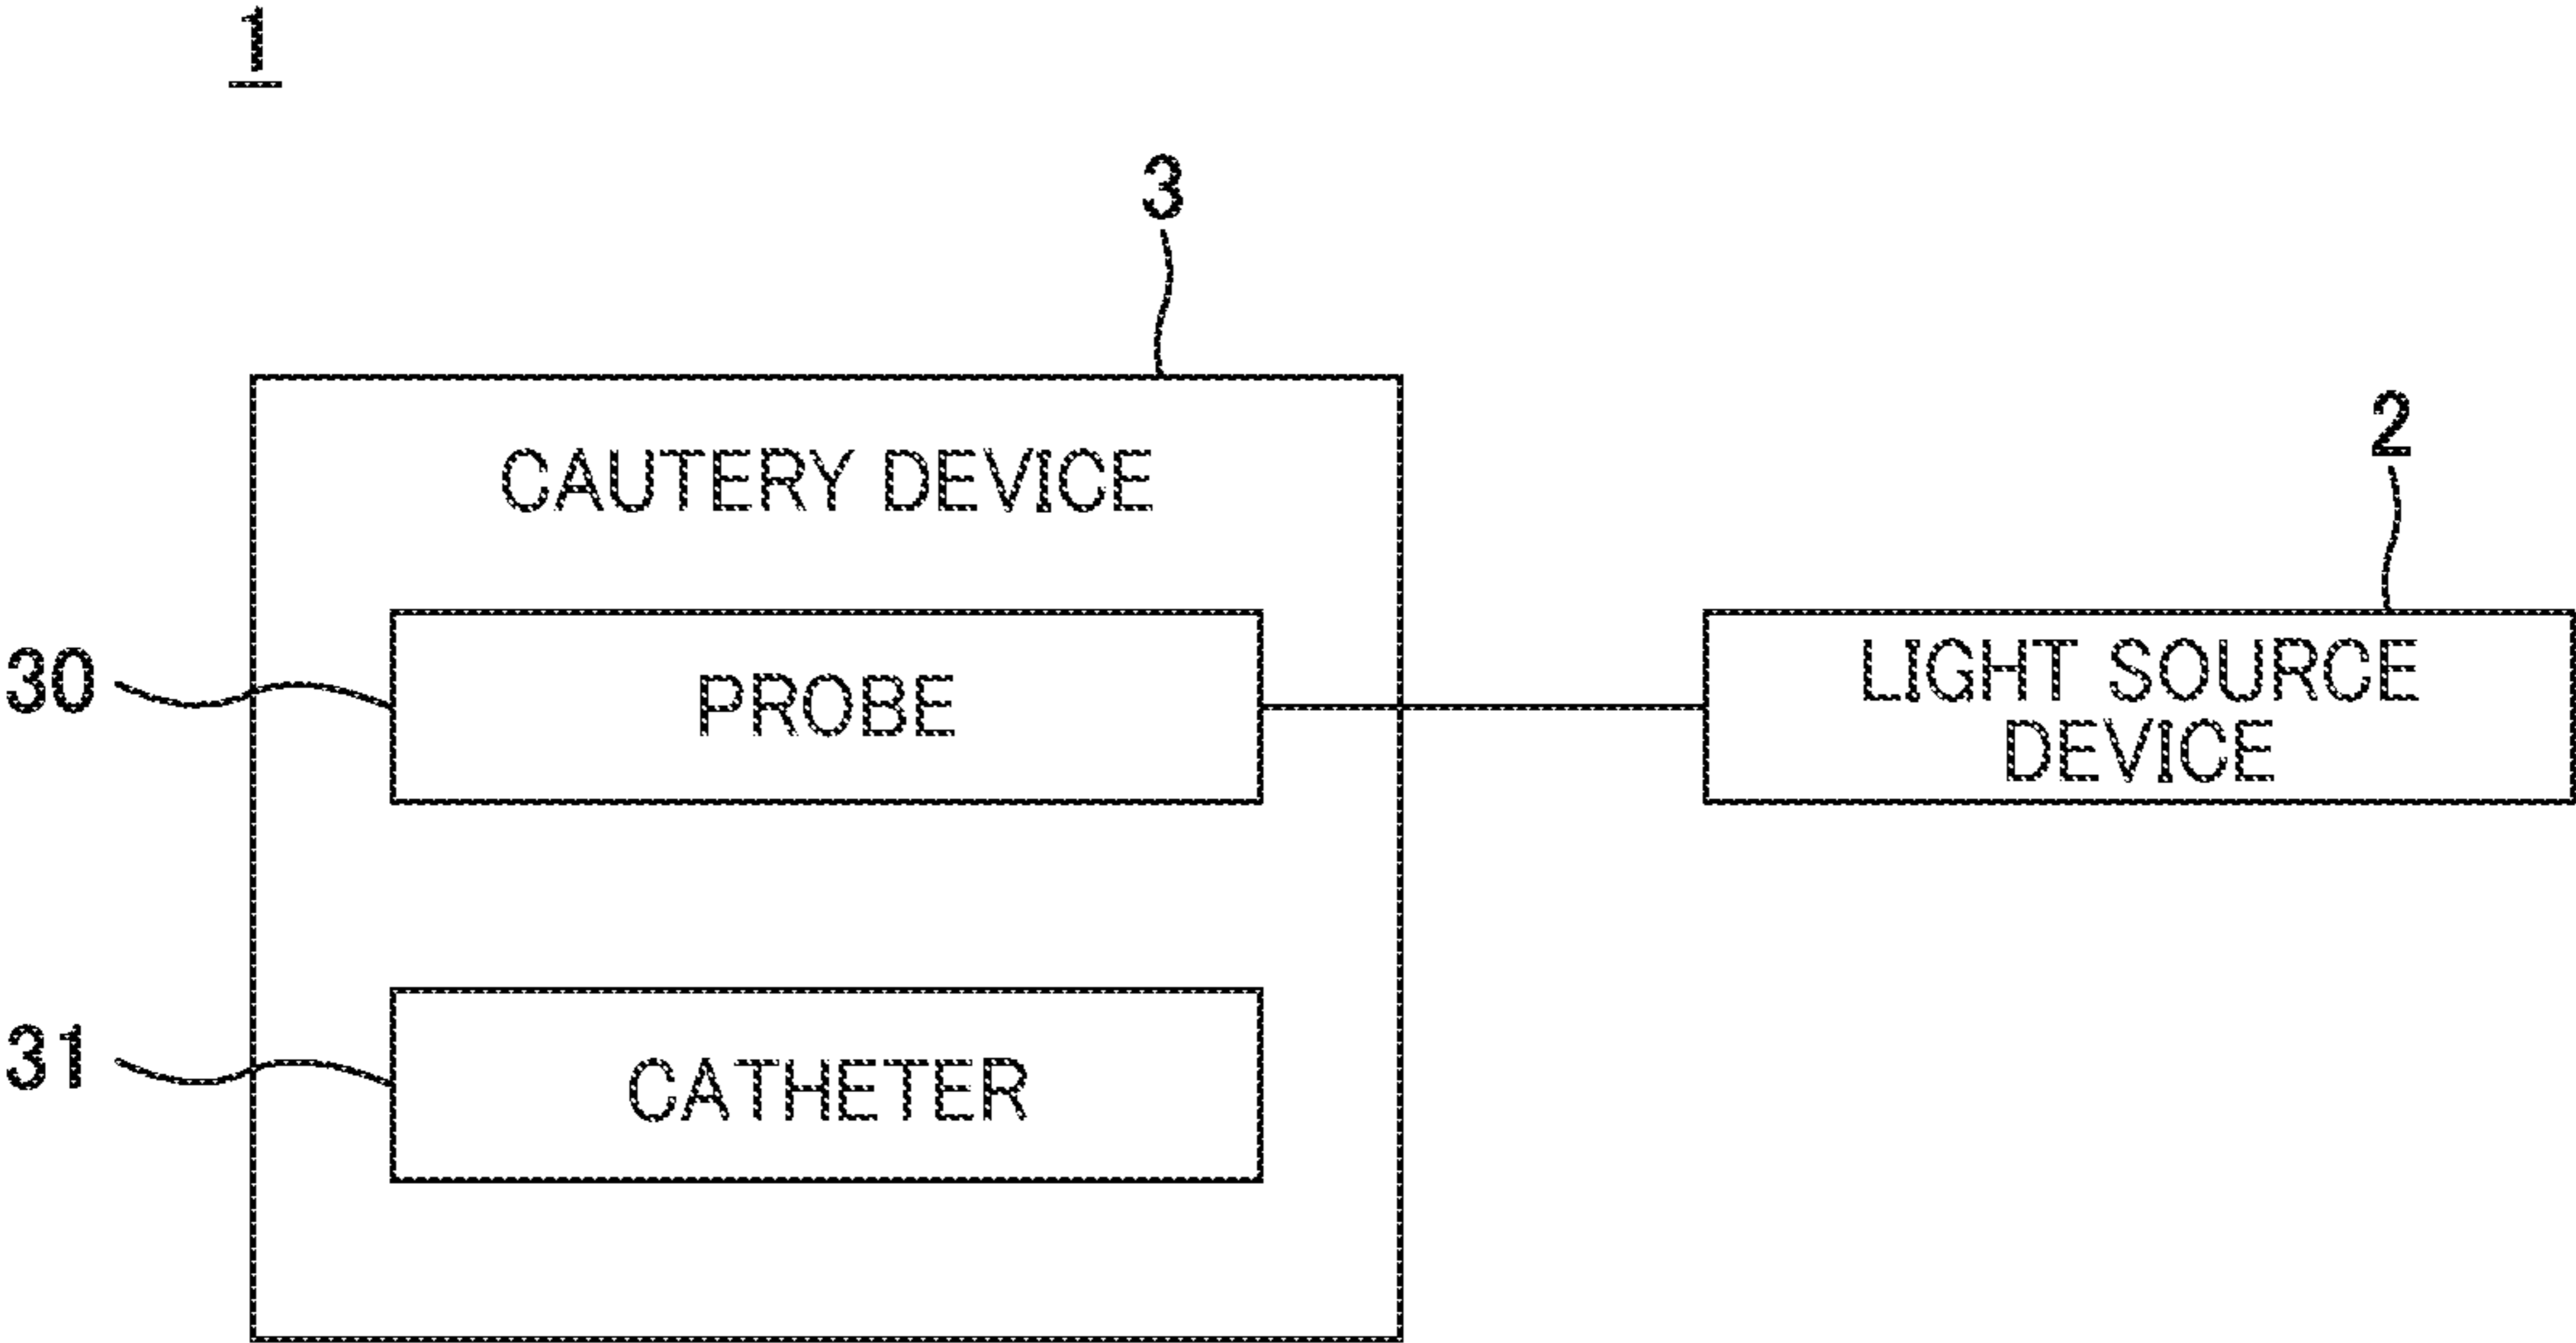 1
3
CAUTERY DEVICE
2
30
PROBE
LIGHT SOURCE
DEVICE
31
CATHETER